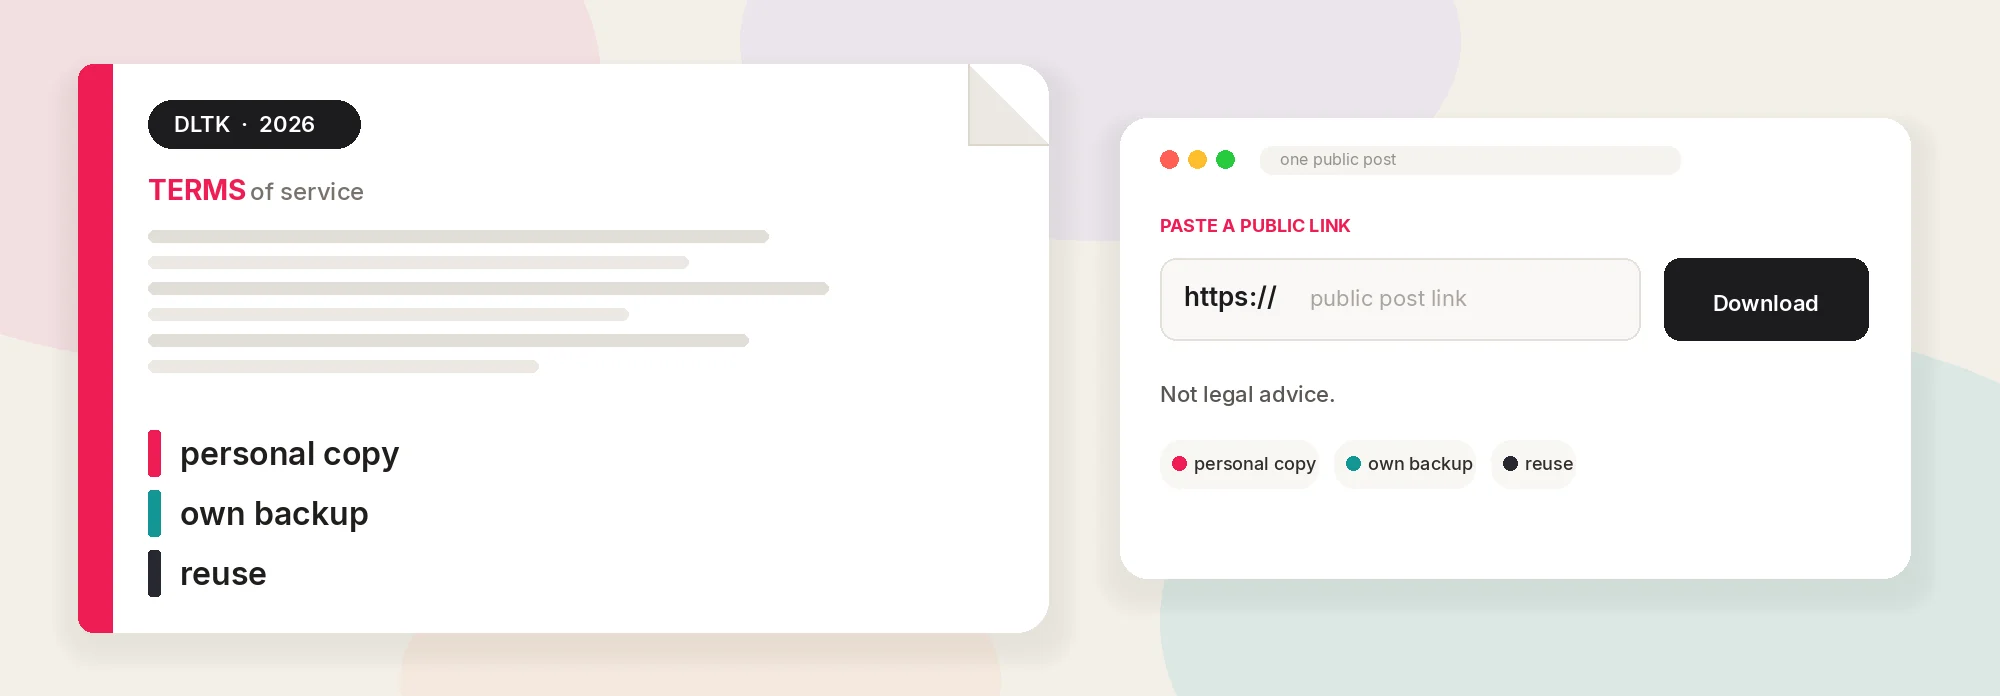 DLTK · 2026
TERMS of service
personal copy
own backup
reuse
one public post
PASTE A PUBLIC LINK
https:// public post link
Download
Not legal advice.
personal copy own backup reuse